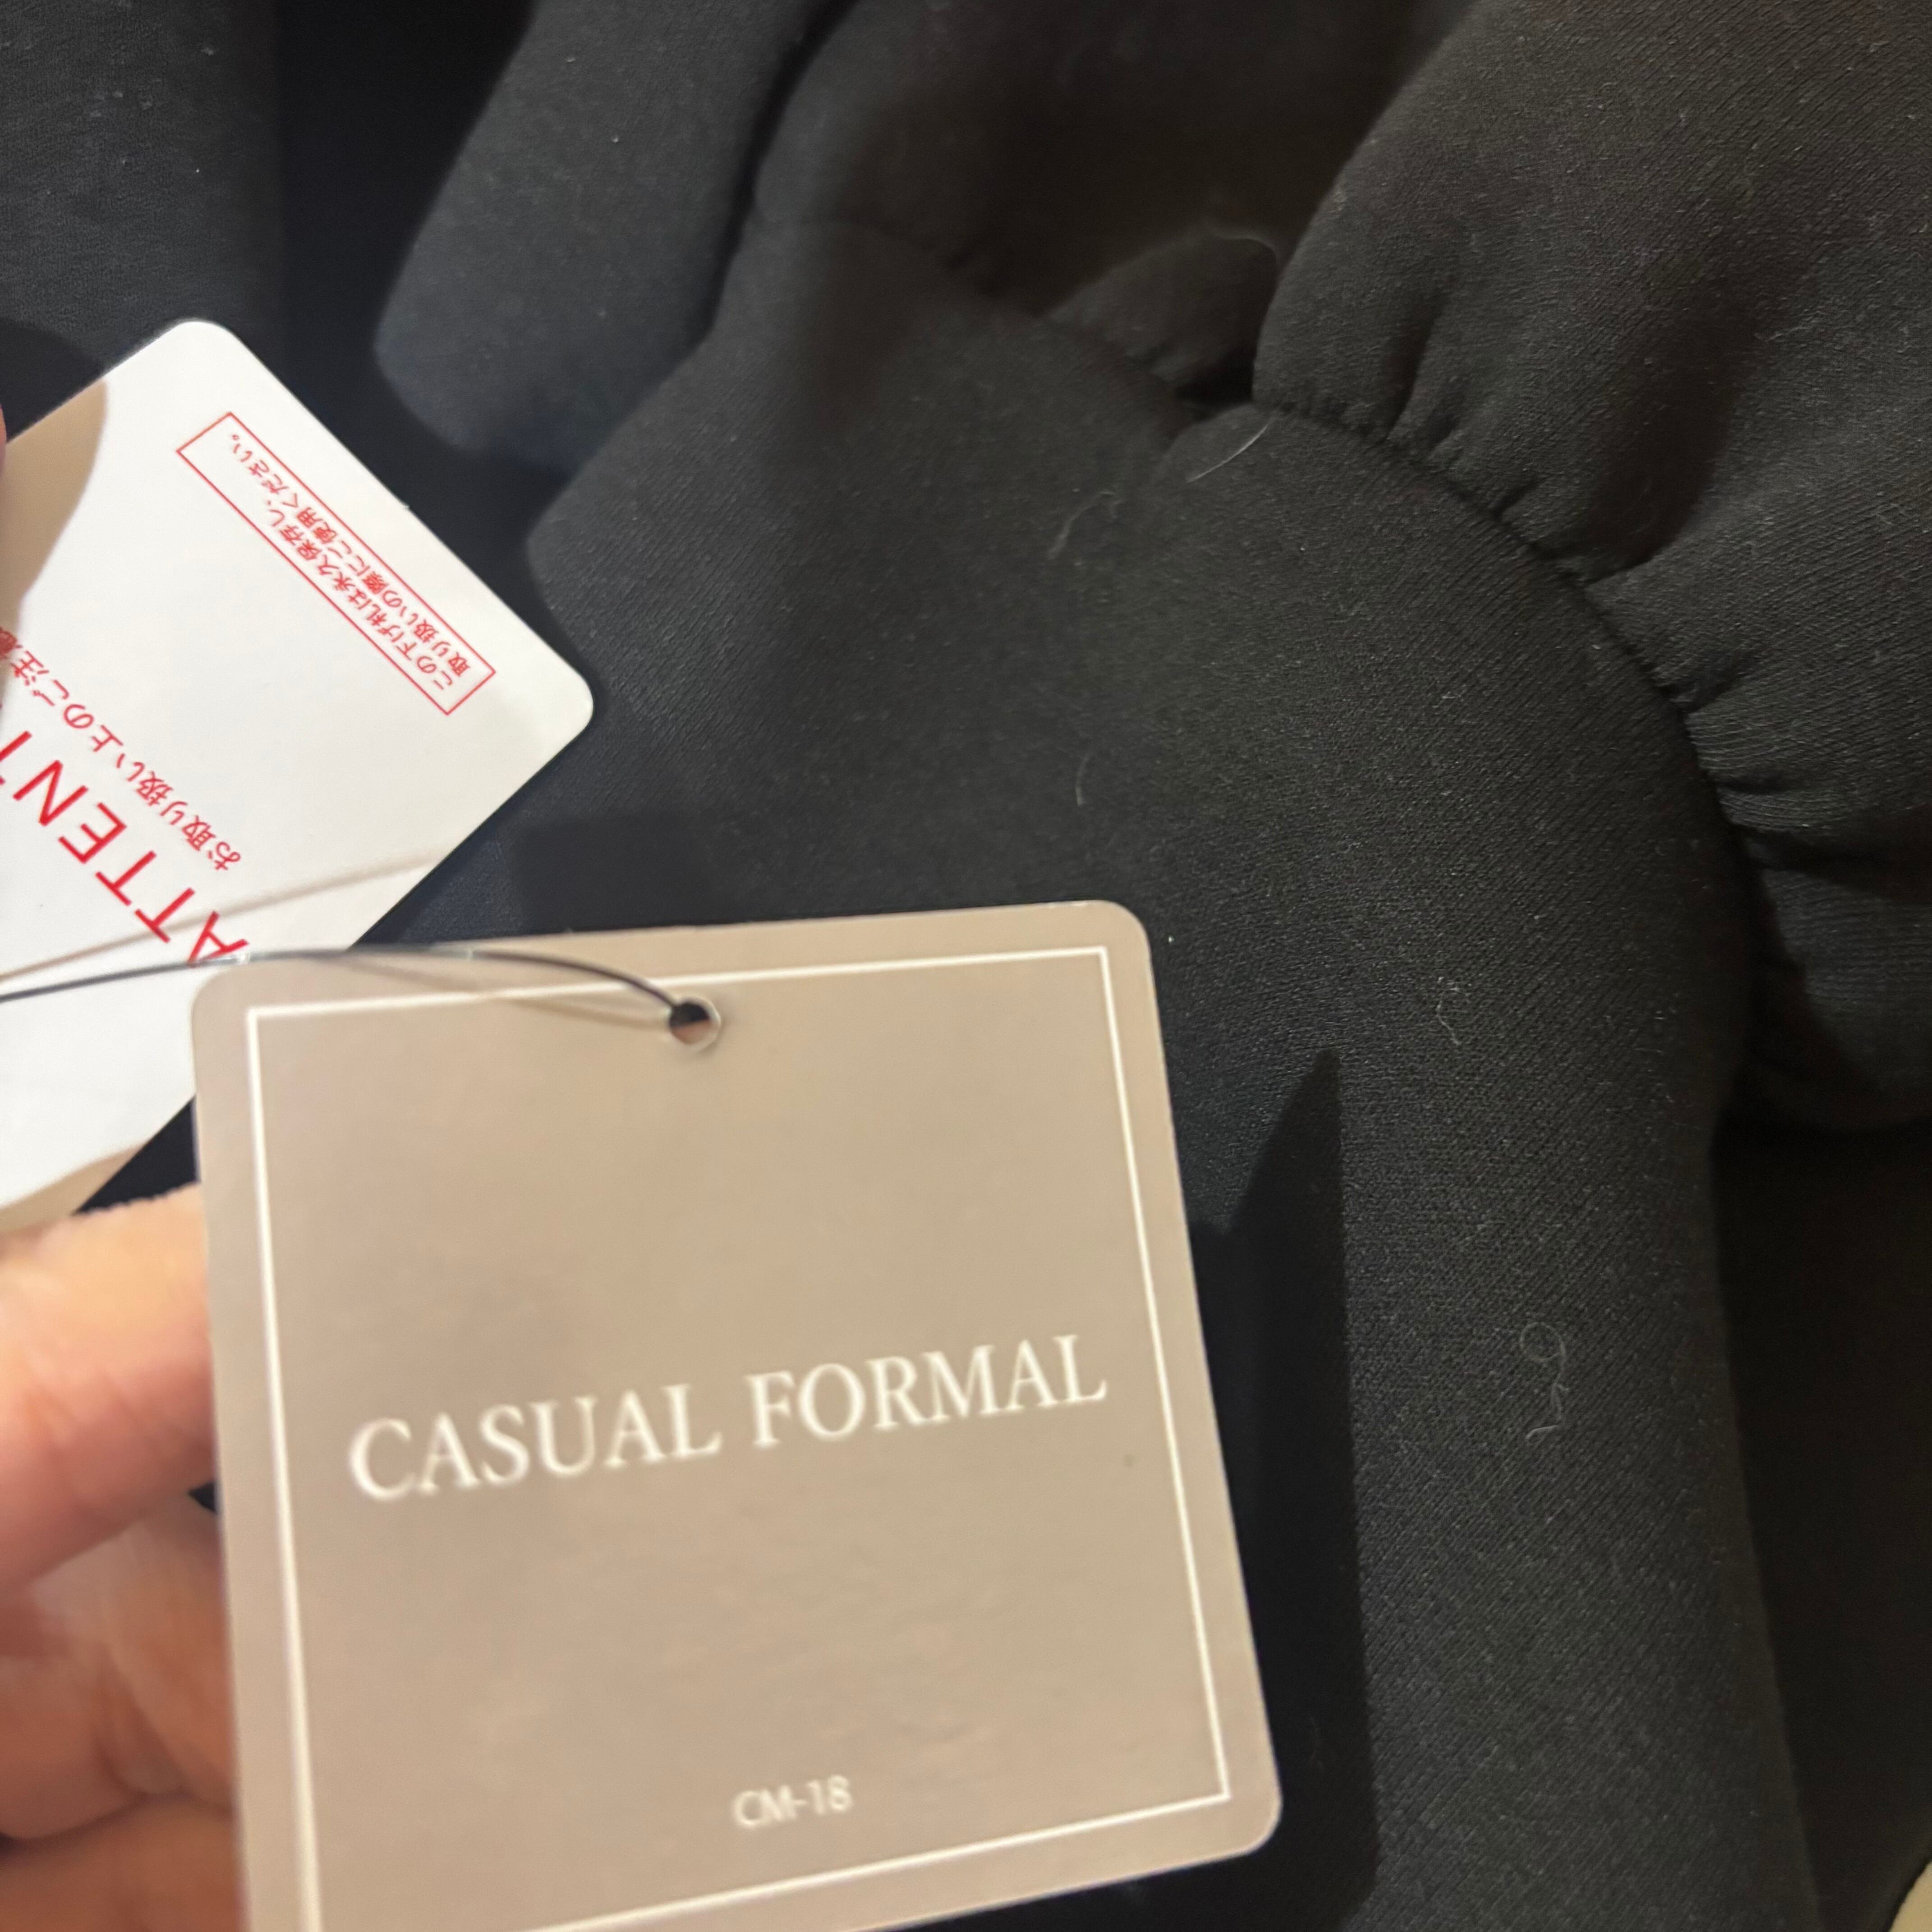 この下げ札は永久保存し、
取り扱いの際にご使用ください。
お取り扱い上のご注
ATTENT
CASUAL FORMAL
CM-18